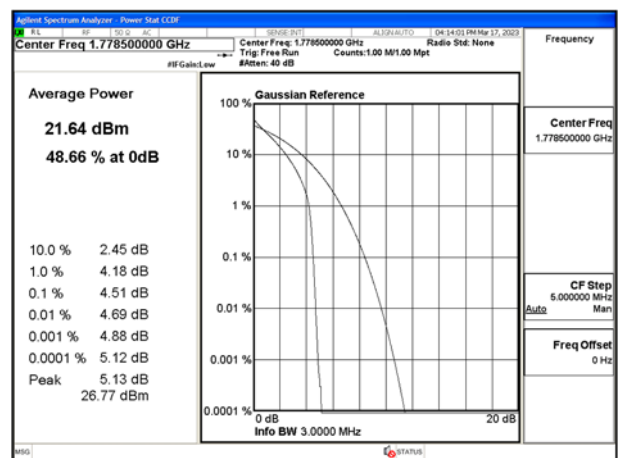 Agilent Spectrum Analyzer - Power Stat CCDF
RL RF 50 Ω AC SENSE:INT ALIGN AUTO 04:14:01 PM Mar 17, 2023
Center Freq 1.778500000 GHz
Center Freq: 1.778500000 GHz Radio Std: None
Trig: Free Run Counts:1.00 M/1.00 Mpt
#IFGain:Low #Atten: 40 dB
Frequency
Average Power
21.64 dBm
48.66 % at 0dB
10.0 % 2.45 dB
1.0 % 4.18 dB
0.1 % 4.51 dB
0.01 % 4.69 dB
0.001 % 4.88 dB
0.0001 % 5.12 dB
Peak 5.13 dB
26.77 dBm
Gaussian Reference
100 %
10 %
1 %
0.1 %
0.01 %
0.001 %
0.0001 %
0 dB 20 dB
Info BW 3.0000 MHz
Center Freq
1.778500000 GHz
CF Step
5.000000 MHz
Auto Man
Freq Offset
0 Hz
MSG STATUS